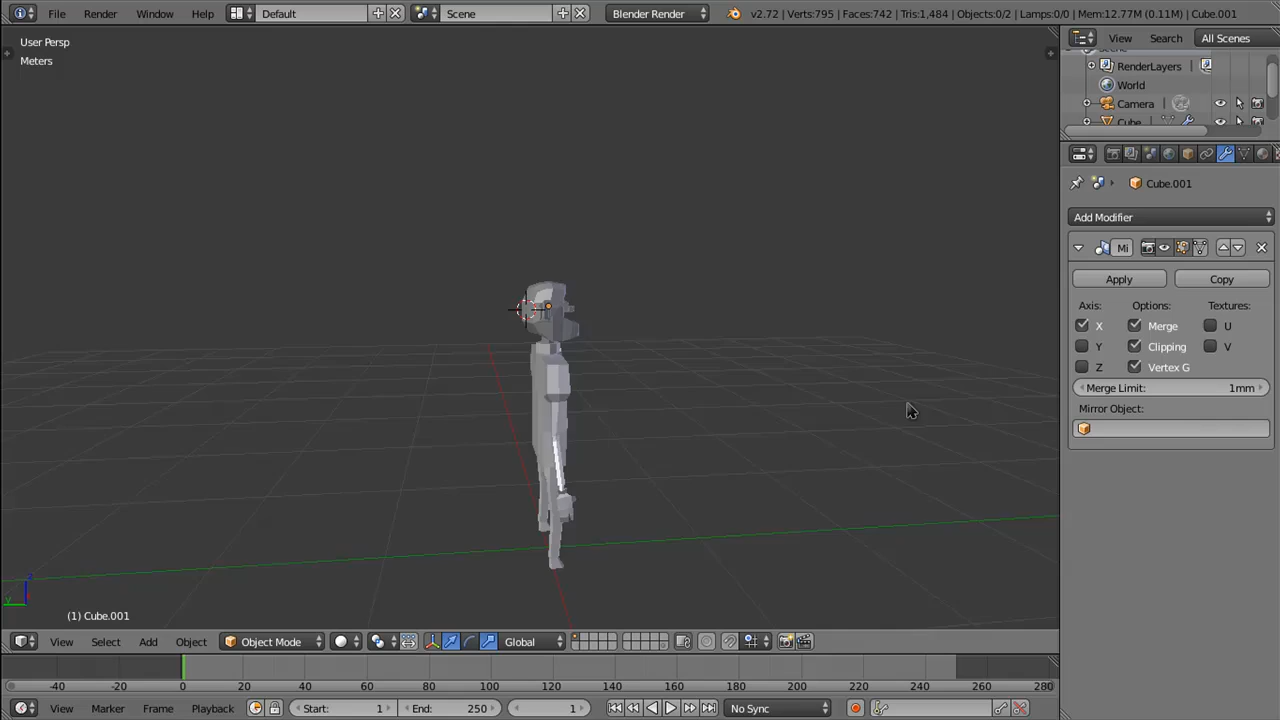 File Render Window Help Default Scene Blender Render v2.72 | Verts:795 | Faces:742 | Tris:1,484 | Objects:0/2 | Lamps:0/0 | Mem:12.77M (0.11M) | Cube.001
User Persp
Meters
View Search All Scenes
RenderLayers
World
Camera
Cube
Cube.001
Add Modifier
Mi
Apply Copy
Axis: Options: Textures:
X Merge U
Y Clipping V
Z Vertex G
Merge Limit: 1mm
Mirror Object:
z
y
(1) Cube.001
View Select Add Object Object Mode Global
-40 -20 0 20 40 60 80 100 120 140 160 180 200 220 240 260 280
View Marker Frame Playback Start: 1 End: 250 1 No Sync